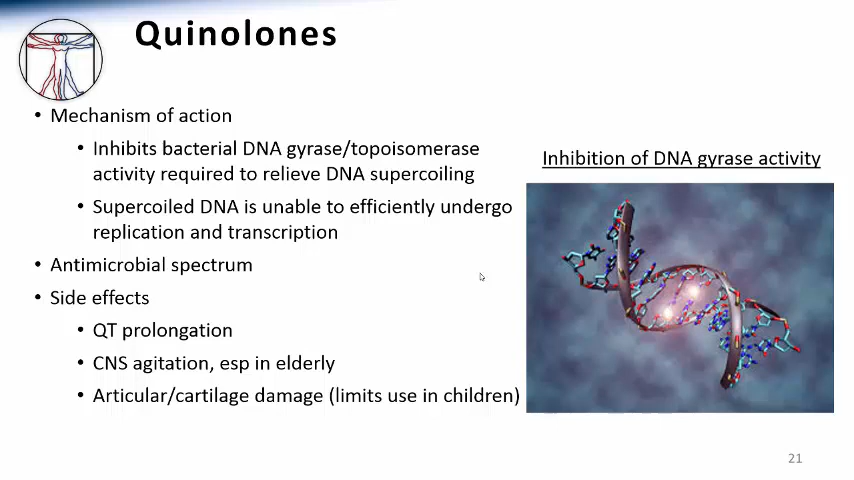 Quinolones
• Mechanism of action
• Inhibits bacterial DNA gyrase/topoisomerase
activity required to relieve DNA supercoiling
• Supercoiled DNA is unable to efficiently undergo
replication and transcription
• Antimicrobial spectrum
• Side effects
• QT prolongation
• CNS agitation, esp in elderly
• Articular/cartilage damage (limits use in children)
Inhibition of DNA gyrase activity
21